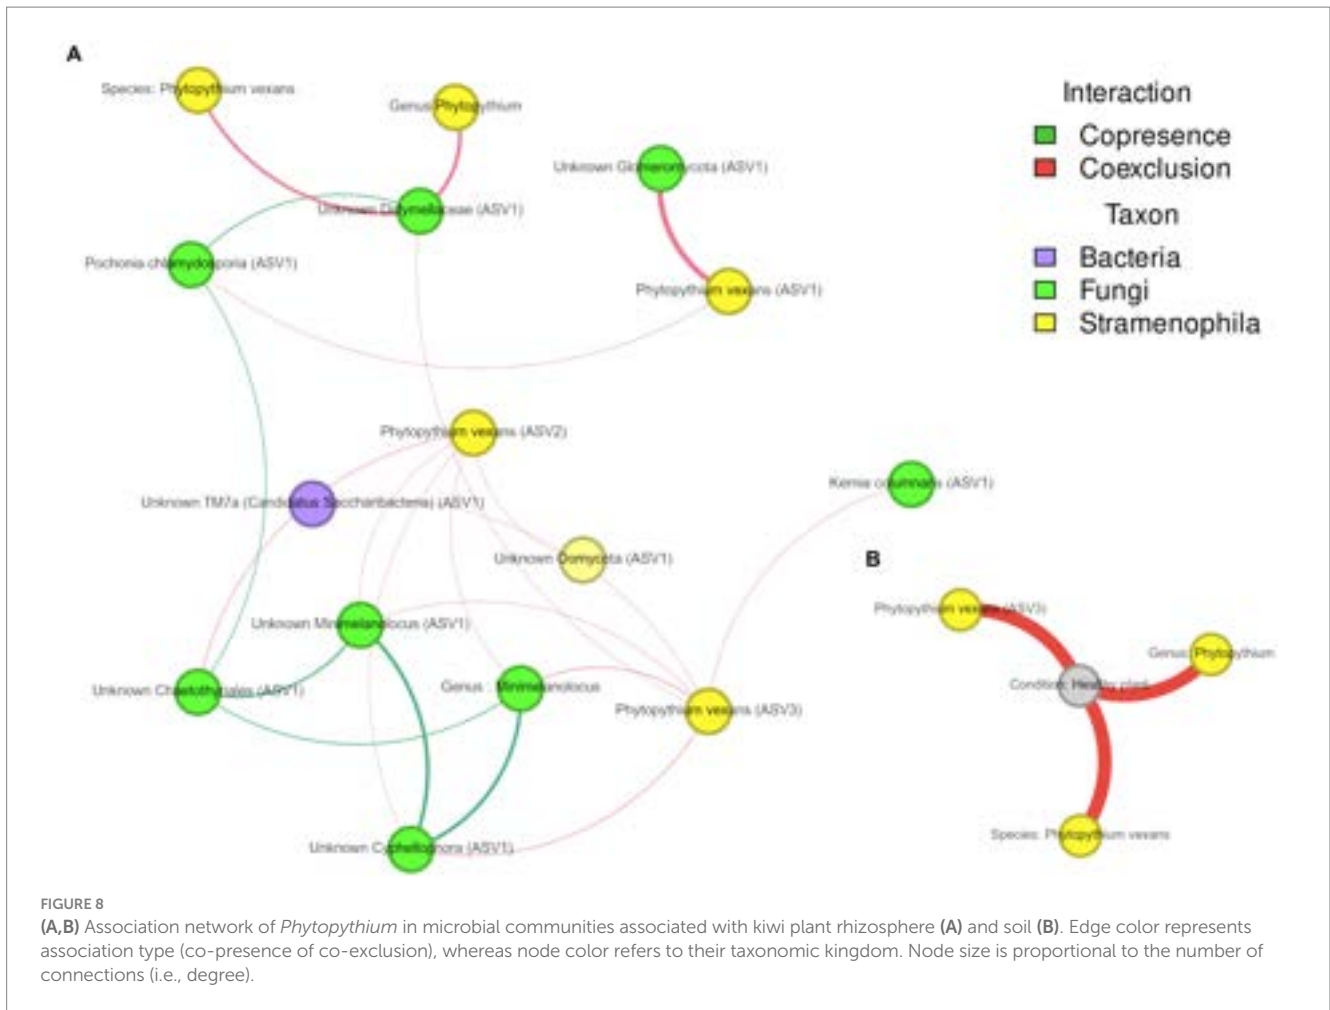 A
Species: Phytopythium vexans
Genus Phytopythium
Unknown Glomeromycota (ASV1)
Unknown Didymellaceae (ASV1)
Pochonia chlamydosporia (ASV1)
Phytopythium vexans (ASV1)
Phytopythium vexans (ASV2)
Unknown TM7a (Candidatus Saccharibacteria) (ASV1)
Kernia columnaris (ASV1)
Unknown Oomycota (ASV1)
Unknown Minimelanolocus (ASV1)
Unknown Chaetothyriales (ASV1)
Genus : Minimelanolocus
Phytopythium vexans (ASV3)
Unknown Cyphellophora (ASV1)
Interaction
Copresence
Coexclusion
Taxon
Bacteria
Fungi
Stramenophila
B
Phytopythium vexans (ASV3)
Genus: Phytopythium
Condition: Healthy plant
Species: Phytopythium vexans
FIGURE 8
(A,B) Association network of Phytopythium in microbial communities associated with kiwi plant rhizosphere (A) and soil (B). Edge color represents
association type (co-presence of co-exclusion), whereas node color refers to their taxonomic kingdom. Node size is proportional to the number of
connections (i.e., degree).